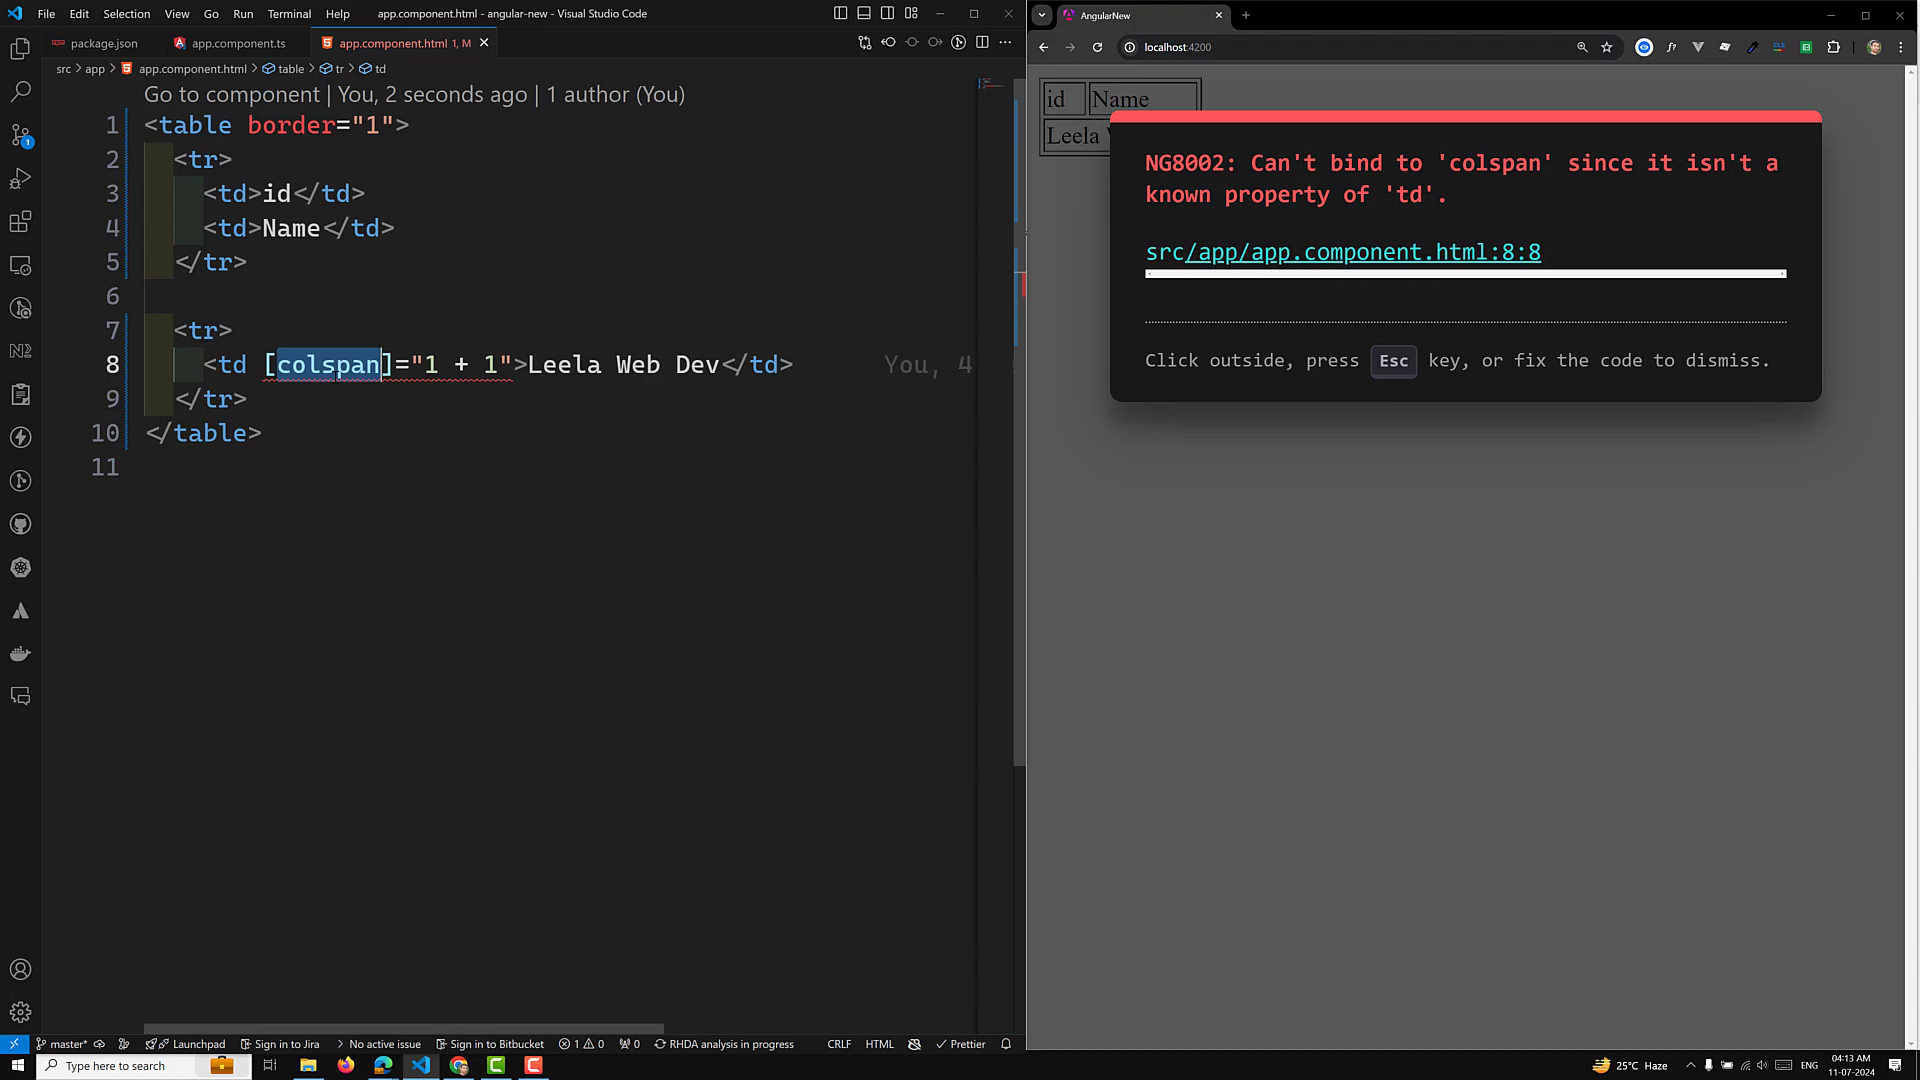 File Edit Selection View Go Run Terminal Help app.component.html - angular-new - Visual Studio Code
package.json app.component.ts app.component.html 1, M
src > app > app.component.html > table > tr > td
Go to component | You, 2 seconds ago | 1 author (You)
1 <table border="1">
2 <tr>
3 <td>id</td>
4 <td>Name</td>
5 </tr>
6
7 <tr>
8 <td [colspan]="1 + 1">Leela Web Dev</td> You, 4
9 </tr>
10 </table>
11
master* Launchpad Sign in to Jira No active issue Sign in to Bitbucket 1 0 0 RHDA analysis in progress CRLF HTML Prettier
AngularNew
localhost:4200
id Name
Leela
NG8002: Can't bind to 'colspan' since it isn't a
known property of 'td'.
src/app/app.component.html:8:8
Click outside, press Esc key, or fix the code to dismiss.
Type here to search
25°C Haze ENG 04:13 AM
11-07-2024